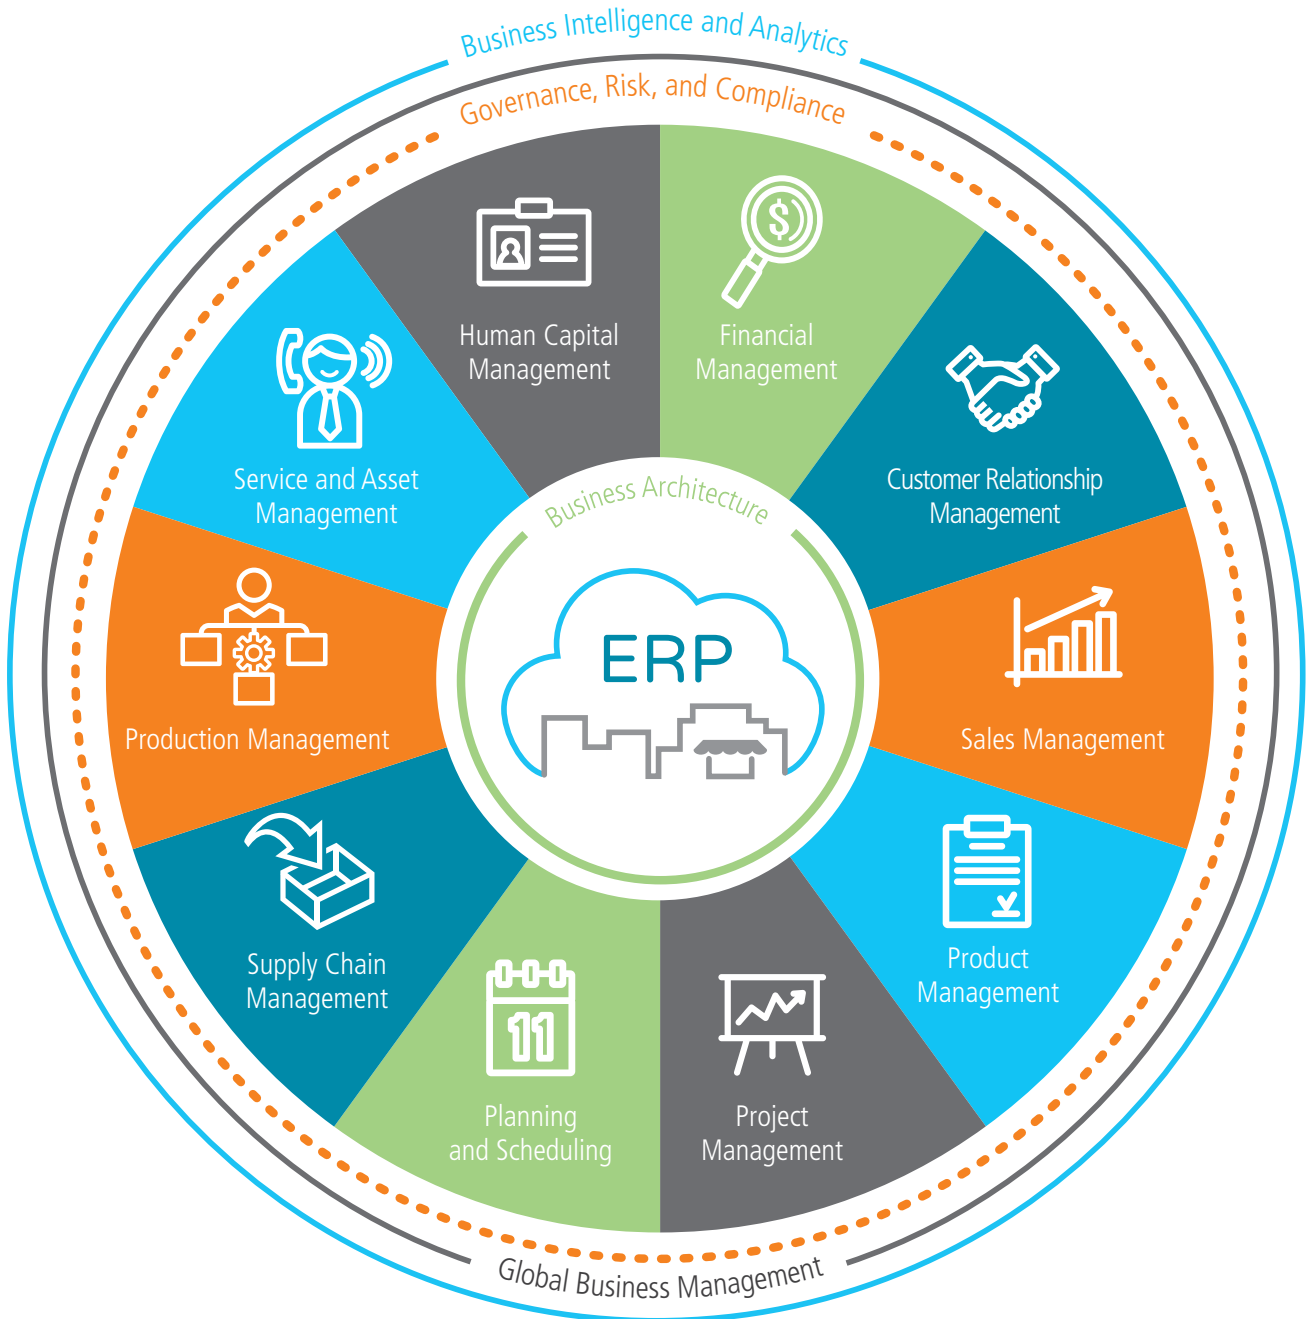 Business Intelligence and Analytics
Governance, Risk, and Compliance
Human Capital
Management
$
Financial
Management
Customer Relationship
Management
Sales Management
Product
Management
Project
Management
11
Planning
and Scheduling
Supply Chain
Management
Production Management
Service and Asset
Management
Business Architecture
ERP
Global Business Management